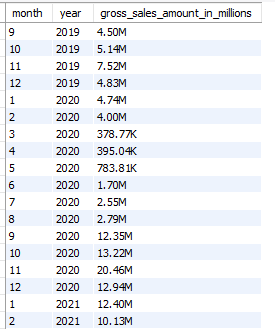 month year gross_sales_amount_in_millions
9 2019 4.50M
10 2019 5.14M
11 2019 7.52M
12 2019 4.83M
1 2020 4.74M
2 2020 4.00M
3 2020 378.77K
4 2020 395.04K
5 2020 783.81K
6 2020 1.70M
7 2020 2.55M
8 2020 2.79M
9 2020 12.35M
10 2020 13.22M
11 2020 20.46M
12 2020 12.94M
1 2021 12.40M
2 2021 10.13M